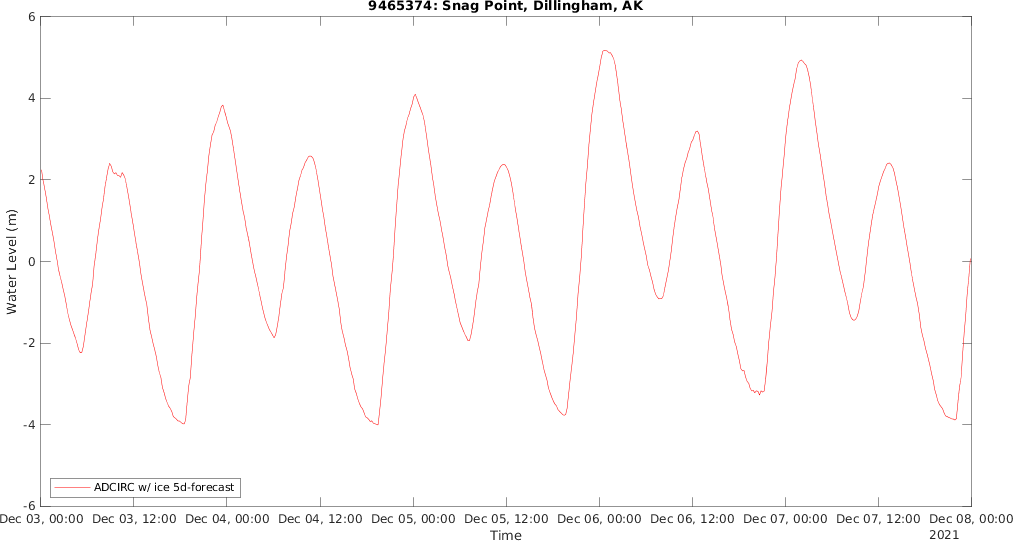 9465374: Snag Point, Dillingham, AK
6
4
2
0
-2
-4
-6
Water Level (m)
ADCIRC w/ ice 5d-forecast
Dec 03, 00:00 Dec 03, 12:00 Dec 04, 00:00 Dec 04, 12:00 Dec 05, 00:00 Dec 05, 12:00 Dec 06, 00:00 Dec 06, 12:00 Dec 07, 00:00 Dec 07, 12:00 Dec 08, 00:00
Time
2021